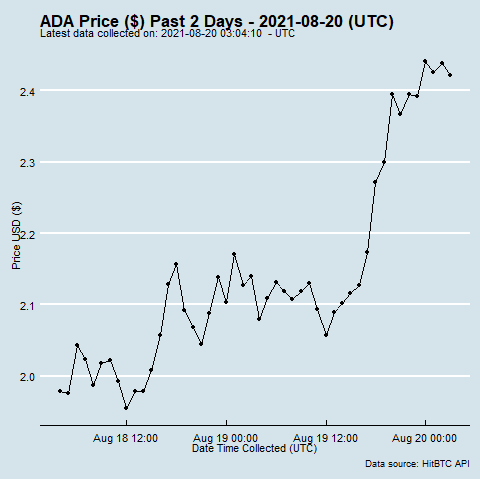 ADA Price ($) Past 2 Days - 2021-08-20 (UTC)
Latest data collected on: 2021-08-20 03:04:10  - UTC
2.4
2.3
2.2
2.1
2.0
Price USD ($)
Aug 18 12:00
Aug 19 00:00
Aug 19 12:00
Aug 20 00:00
Date Time Collected (UTC)
Data source: HitBTC API